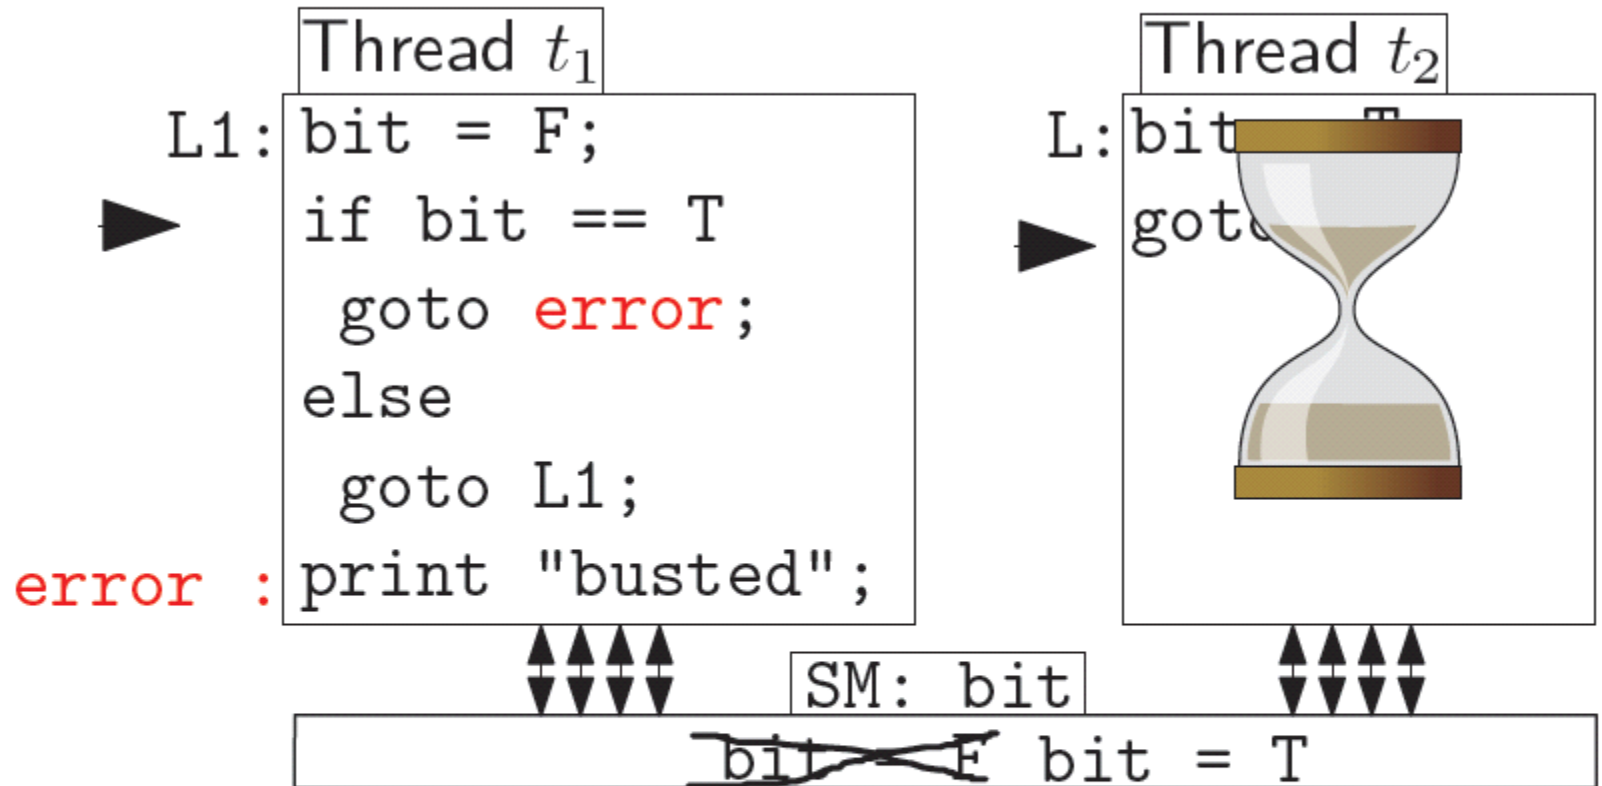 Thread t₁
L1: bit = F;
if bit == T
goto error;
else
goto L1;
error : print "busted";
Thread t₂
L: bit T
goto
SM: bit
bit = F bit = T